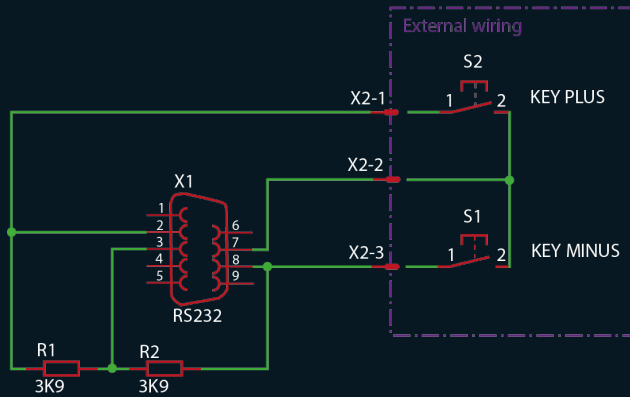 External wiring
S2
X2-1
1
2
KEY PLUS
X2-2
X1
1
2
3
4
5
6
7
8
9
RS232
S1
X2-3
1
2
KEY MINUS
R1
R2
3K9
3K9